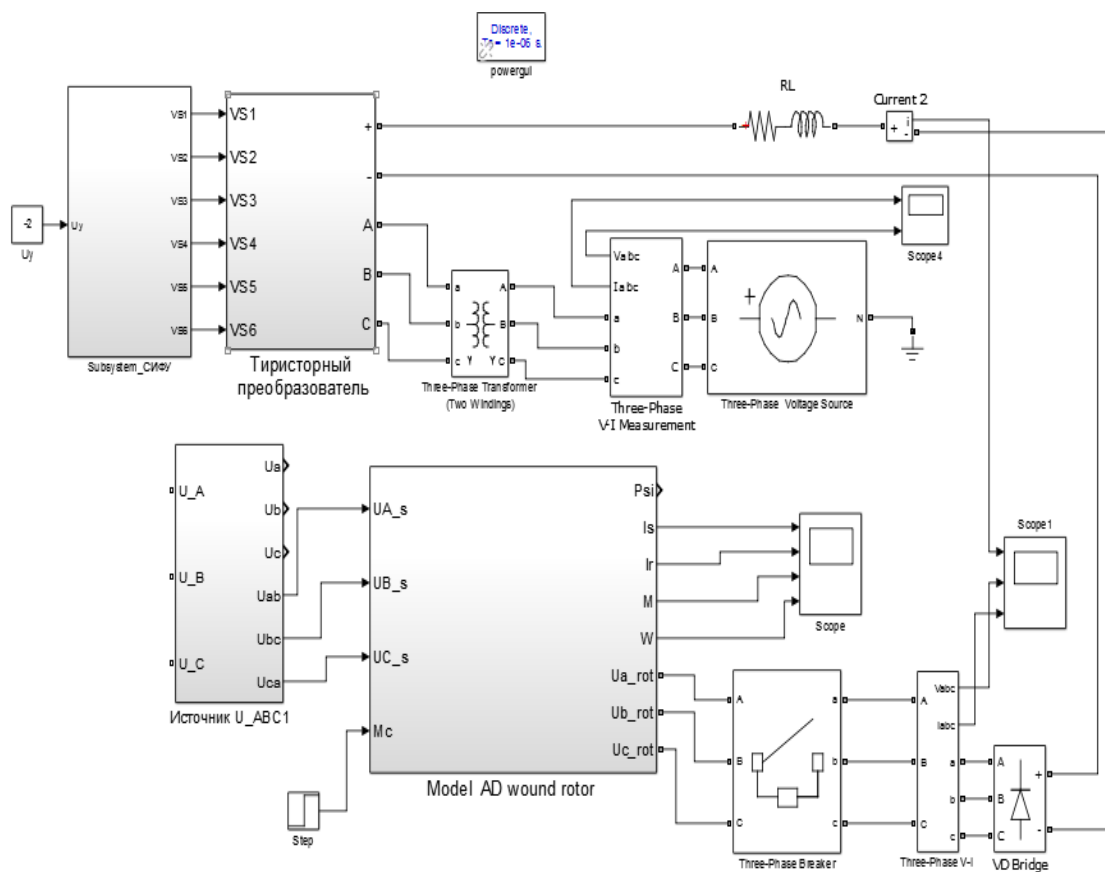 Discrete,
Ts = 1e-06 s.
powergui
RL
Current 2
+
i
-
VS1
VS2
VS3
VS4
VS5
VS6
Uy
Subsystem_СИФУ
-2
Uy
VS1
VS2
VS3
VS4
VS5
VS6
+
-
A
B
C
Тиристорный
преобразователь
a
b
c
A
B
C
Y
Y
Three-Phase Transformer
(Two Windings)
Vabc
Iabc
a
b
c
A
B
C
Three-Phase
V-I Measurement
A
B
C
+
N
Three-Phase Voltage Source
Scope4
U_A
U_B
U_C
Ua
Ub
Uc
Uab
Ubc
Uca
Источник U_ABC1
UA_s
UB_s
UC_s
Mc
Psi
Is
Ir
M
W
Ua_rot
Ub_rot
Uc_rot
Model AD wound rotor
Step
Scope
Scope1
A
B
C
a
b
c
Three-Phase Breaker
A
B
C
Vabc
Iabc
a
b
c
Three-Phase V-I
A
B
C
+
-
VD Bridge